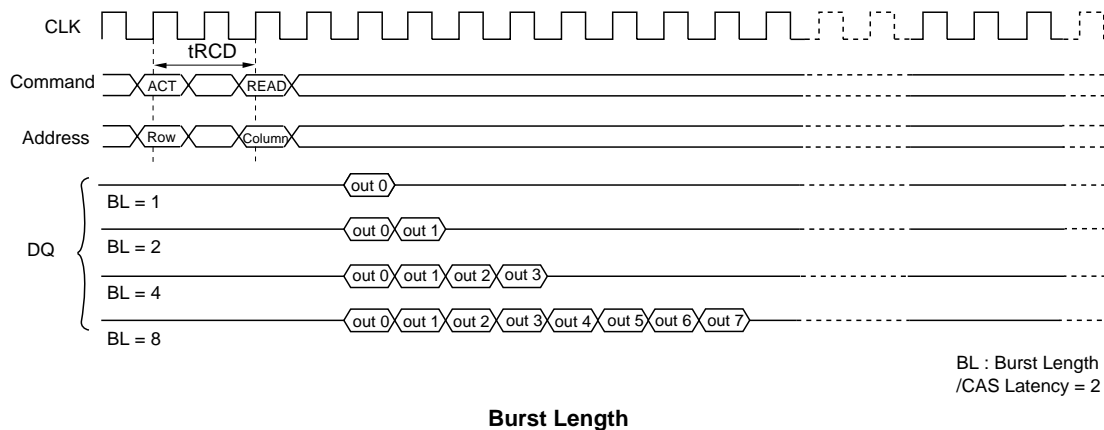 CLK
tRCD
Command ACT READ
Address Row Column
DQ
out 0
BL = 1
out 0 out 1
BL = 2
out 0 out 1 out 2 out 3
BL = 4
out 0 out 1 out 2 out 3 out 4 out 5 out 6 out 7
BL = 8
BL : Burst Length
/CAS Latency = 2
Burst Length